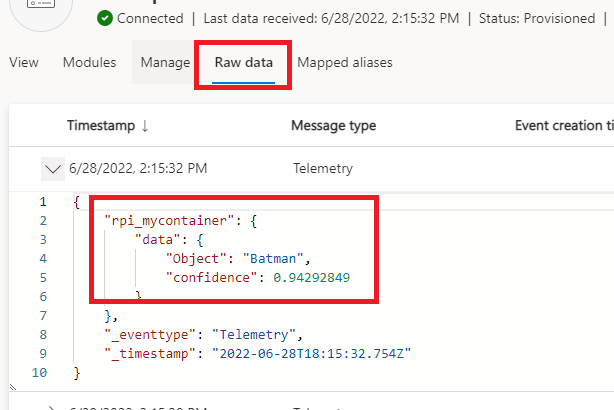 Connected | Last data received: 6/28/2022, 2:15:32 PM | Status: Provisioned |
View Modules Manage Raw data Mapped aliases
Timestamp ↓ Message type Event creation ti
6/28/2022, 2:15:32 PM Telemetry
1 {
2 "rpi_mycontainer": {
3 "data": {
4 "Object": "Batman",
5 "confidence": 0.94292849
6 }
7 },
8 "_eventtype": "Telemetry",
9 "_timestamp": "2022-06-28T18:15:32.754Z"
10 }